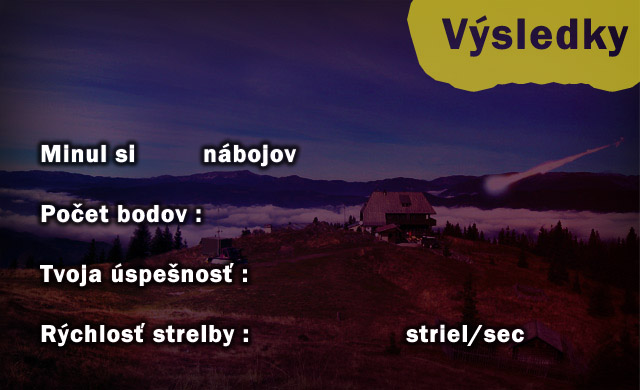 Výsledky
Minul si nábojov
Počet bodov :
Tvoja úspešnosť :
Rýchlosť strelby : striel/sec